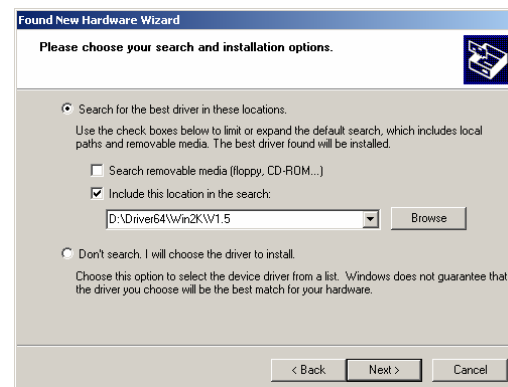 Found New Hardware Wizard
Please choose your search and installation options.
Search for the best driver in these locations.
Use the check boxes below to limit or expand the default search, which includes local
paths and removable media. The best driver found will be installed.
Search removable media (floppy, CD-ROM...)
Include this location in the search:
D:\Driver64\Win2K\V1.5
Browse
Don't search. I will choose the driver to install.
Choose this option to select the device driver from a list. Windows does not guarantee that
the driver you choose will be the best match for your hardware.
< Back Next > Cancel